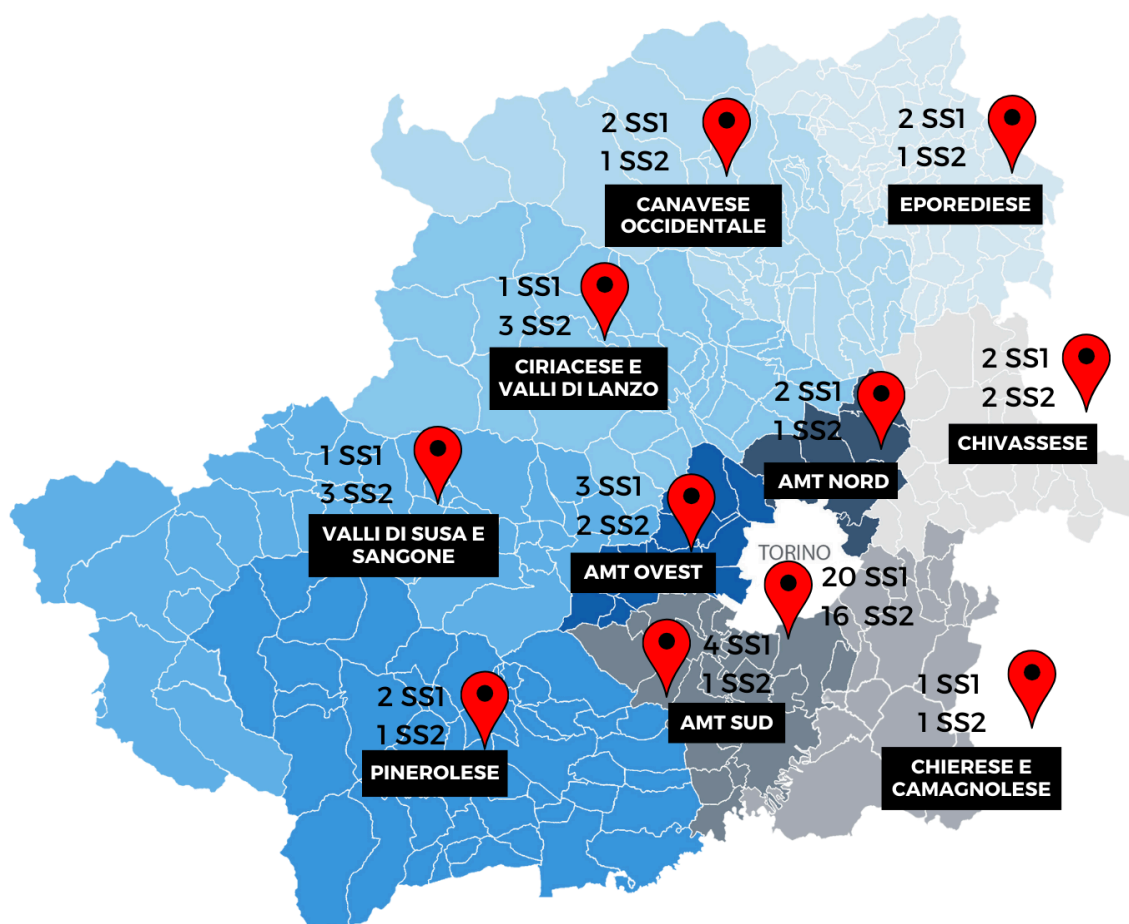 2 SS1
1 SS2
CANAVESE
OCCIDENTALE
2 SS1
1 SS2
EPOREDIESE
1 SS1
3 SS2
CIRIACESE E
VALLI DI LANZO
2 SS1
1 SS2
AMT NORD
2 SS1
2 SS2
CHIVASSESE
1 SS1
3 SS2
VALLI DI SUSA E
SANGONE
3 SS1
2 SS2
AMT OVEST
TORINO
20 SS1
16 SS2
4 SS1
1 SS2
AMT SUD
2 SS1
1 SS2
PINEROLESE
1 SS1
1 SS2
CHIERESE E
CAMAGNOLESE